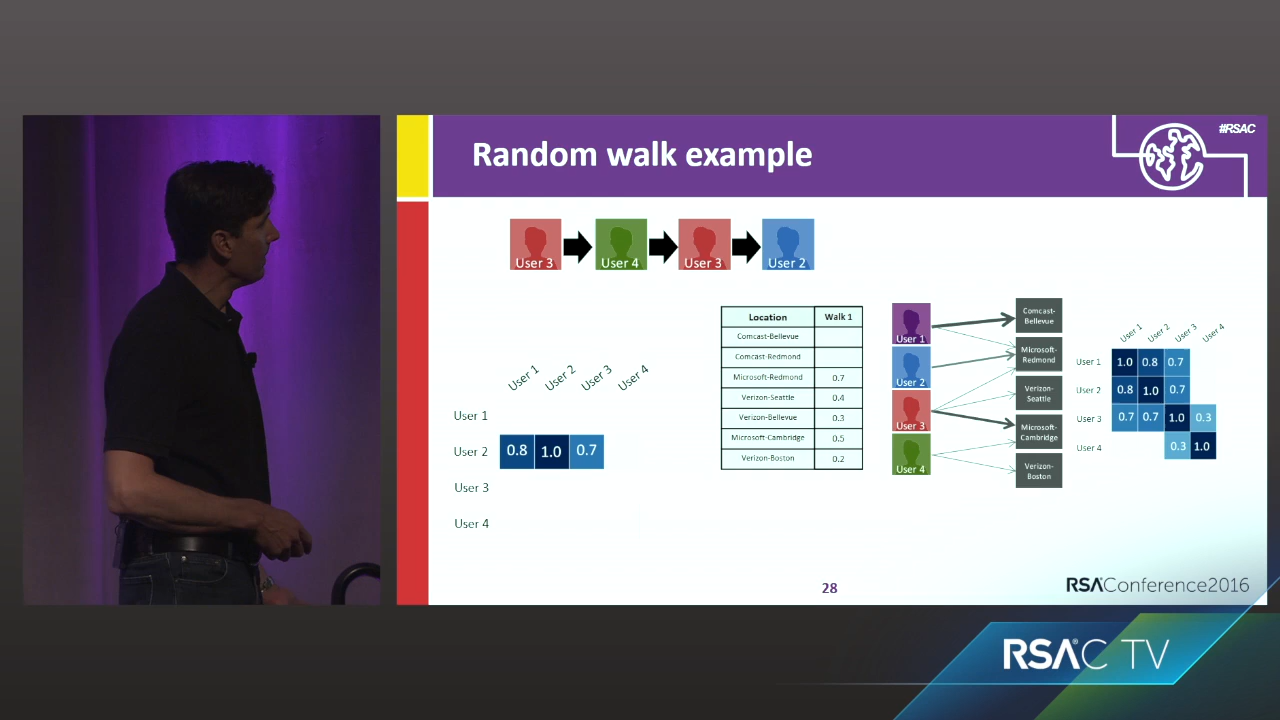 Random walk example
#RSAC
User 3
User 4
User 3
User 2
User 1 User 2 User 3 User 4
User 1
User 2 0.8 1.0 0.7
User 3
User 4
Location Walk 1
Comcast-Bellevue
Comcast-Redmond
Microsoft-Redmond 0.7
Verizon-Seattle 0.4
Verizon-Bellevue 0.3
Microsoft-Cambridge 0.5
Verizon-Boston 0.2
User 1
User 2
User 3
User 4
Comcast-
Bellevue
Microsoft-
Redmond
Verizon-
Seattle
Microsoft-
Cambridge
Verizon-
Boston
User 1 User 2 User 3 User 4
User 1 1.0 0.8 0.7
User 2 0.8 1.0 0.7
User 3 0.7 0.7 1.0 0.3
User 4 0.3 1.0
28
RSAConference2016
RSAC TV